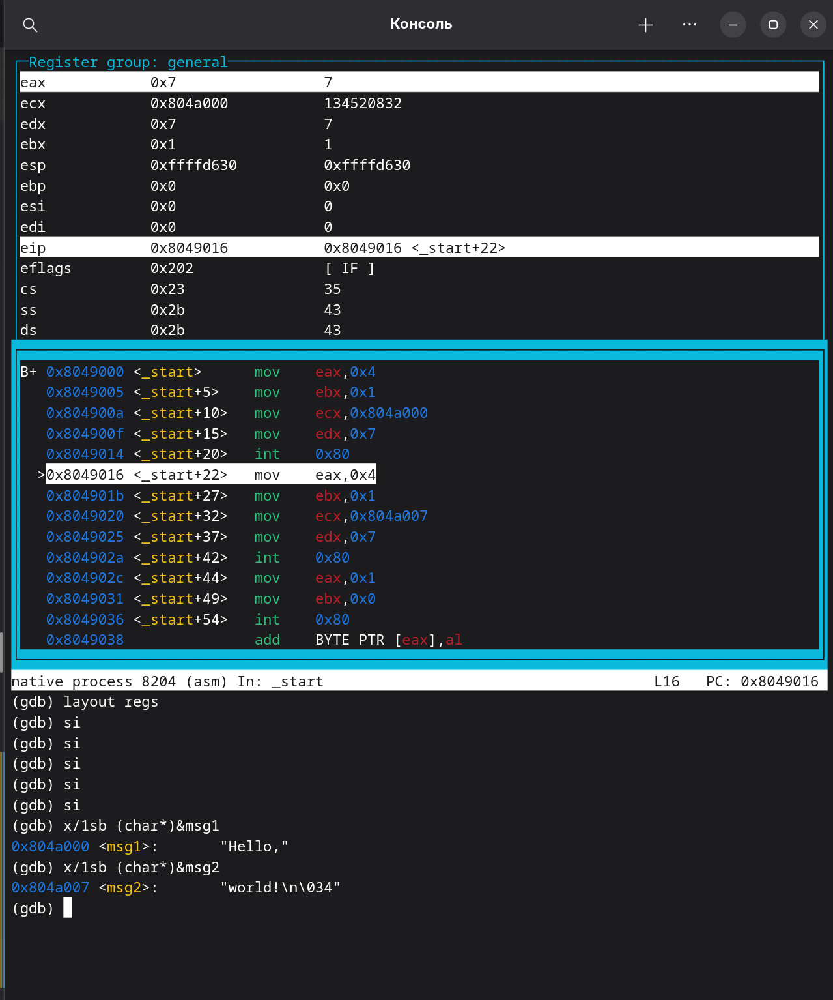 Консоль
Register group: general
eax 0x7 7
ecx 0x804a000 134520832
edx 0x7 7
ebx 0x1 1
esp 0xffffd630 0xffffd630
ebp 0x0 0x0
esi 0x0 0
edi 0x0 0
eip 0x8049016 0x8049016 <_start+22>
eflags 0x202 [ IF ]
cs 0x23 35
ss 0x2b 43
ds 0x2b 43
B+ 0x8049000 <_start> mov eax,0x4
0x8049005 <_start+5> mov ebx,0x1
0x804900a <_start+10> mov ecx,0x804a000
0x804900f <_start+15> mov edx,0x7
0x8049014 <_start+20> int 0x80
>0x8049016 <_start+22> mov eax,0x4
0x804901b <_start+27> mov ebx,0x1
0x8049020 <_start+32> mov ecx,0x804a007
0x8049025 <_start+37> mov edx,0x7
0x804902a <_start+42> int 0x80
0x804902c <_start+44> mov eax,0x1
0x8049031 <_start+49> mov ebx,0x0
0x8049036 <_start+54> int 0x80
0x8049038 add BYTE PTR [eax],al
native process 8204 (asm) In: _start L16 PC: 0x8049016
(gdb) layout regs
(gdb) si
(gdb) si
(gdb) si
(gdb) si
(gdb) si
(gdb) x/1sb (char*)&msg1
0x804a000 <msg1>: "Hello,"
(gdb) x/1sb (char*)&msg2
0x804a007 <msg2>: "world!\n\034"
(gdb)